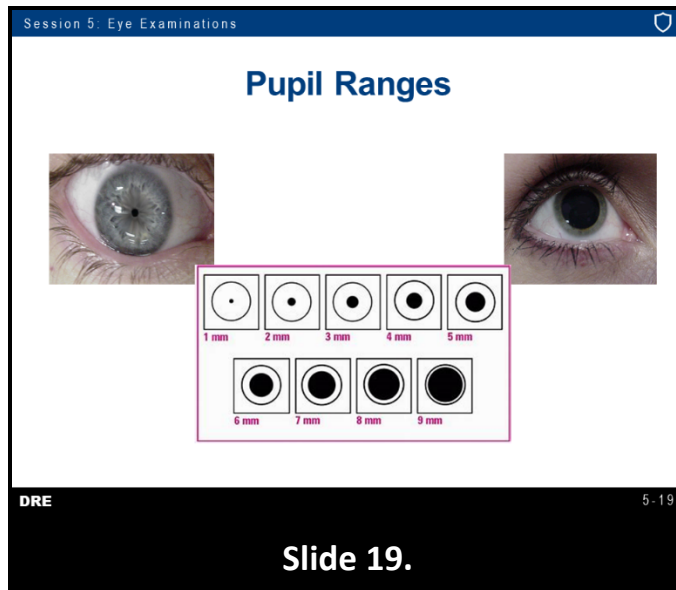 Session 5: Eye Examinations
Pupil Ranges
1 mm 2 mm 3 mm 4 mm 5 mm
6 mm 7 mm 8 mm 9 mm
DRE 5-19
Slide 19.